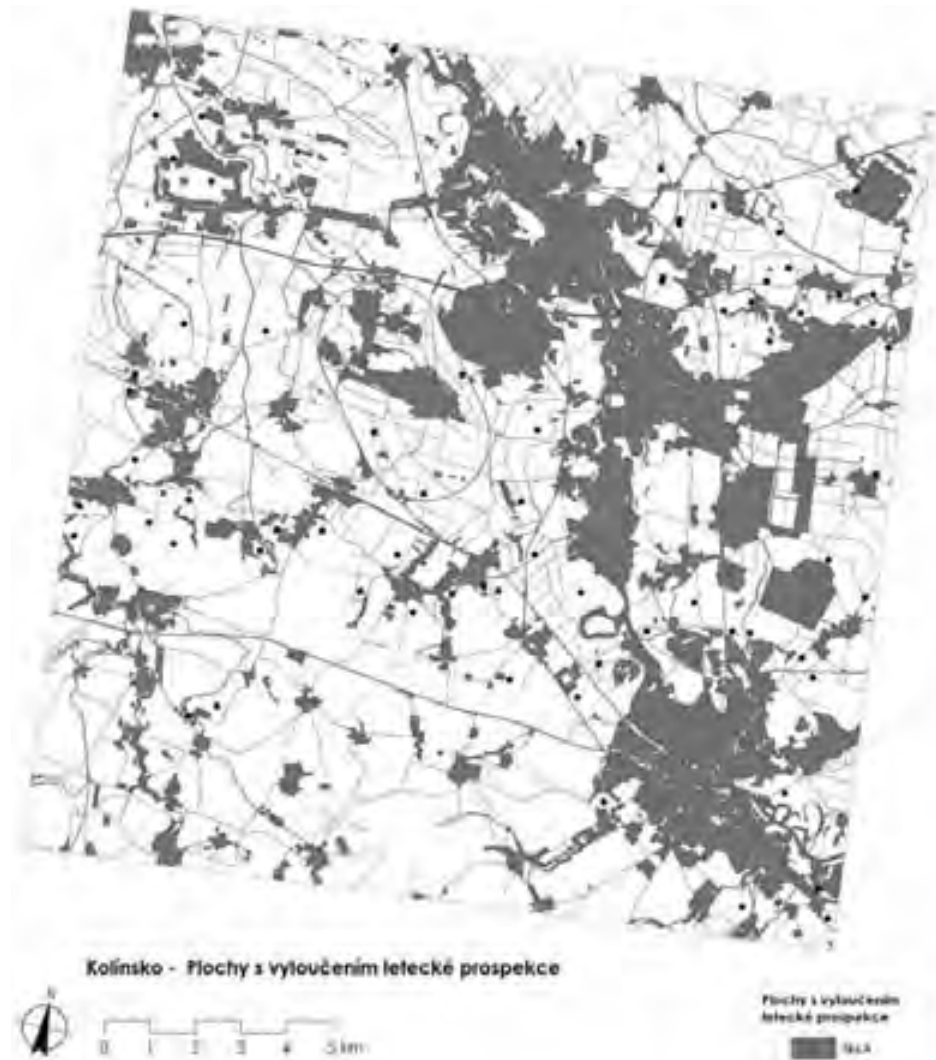 Kolínsko - Plochy s vyloučením letecké prospekce
N
0 1 2 3 4 5 km
Plochy s vyloučením
letecké prospekce